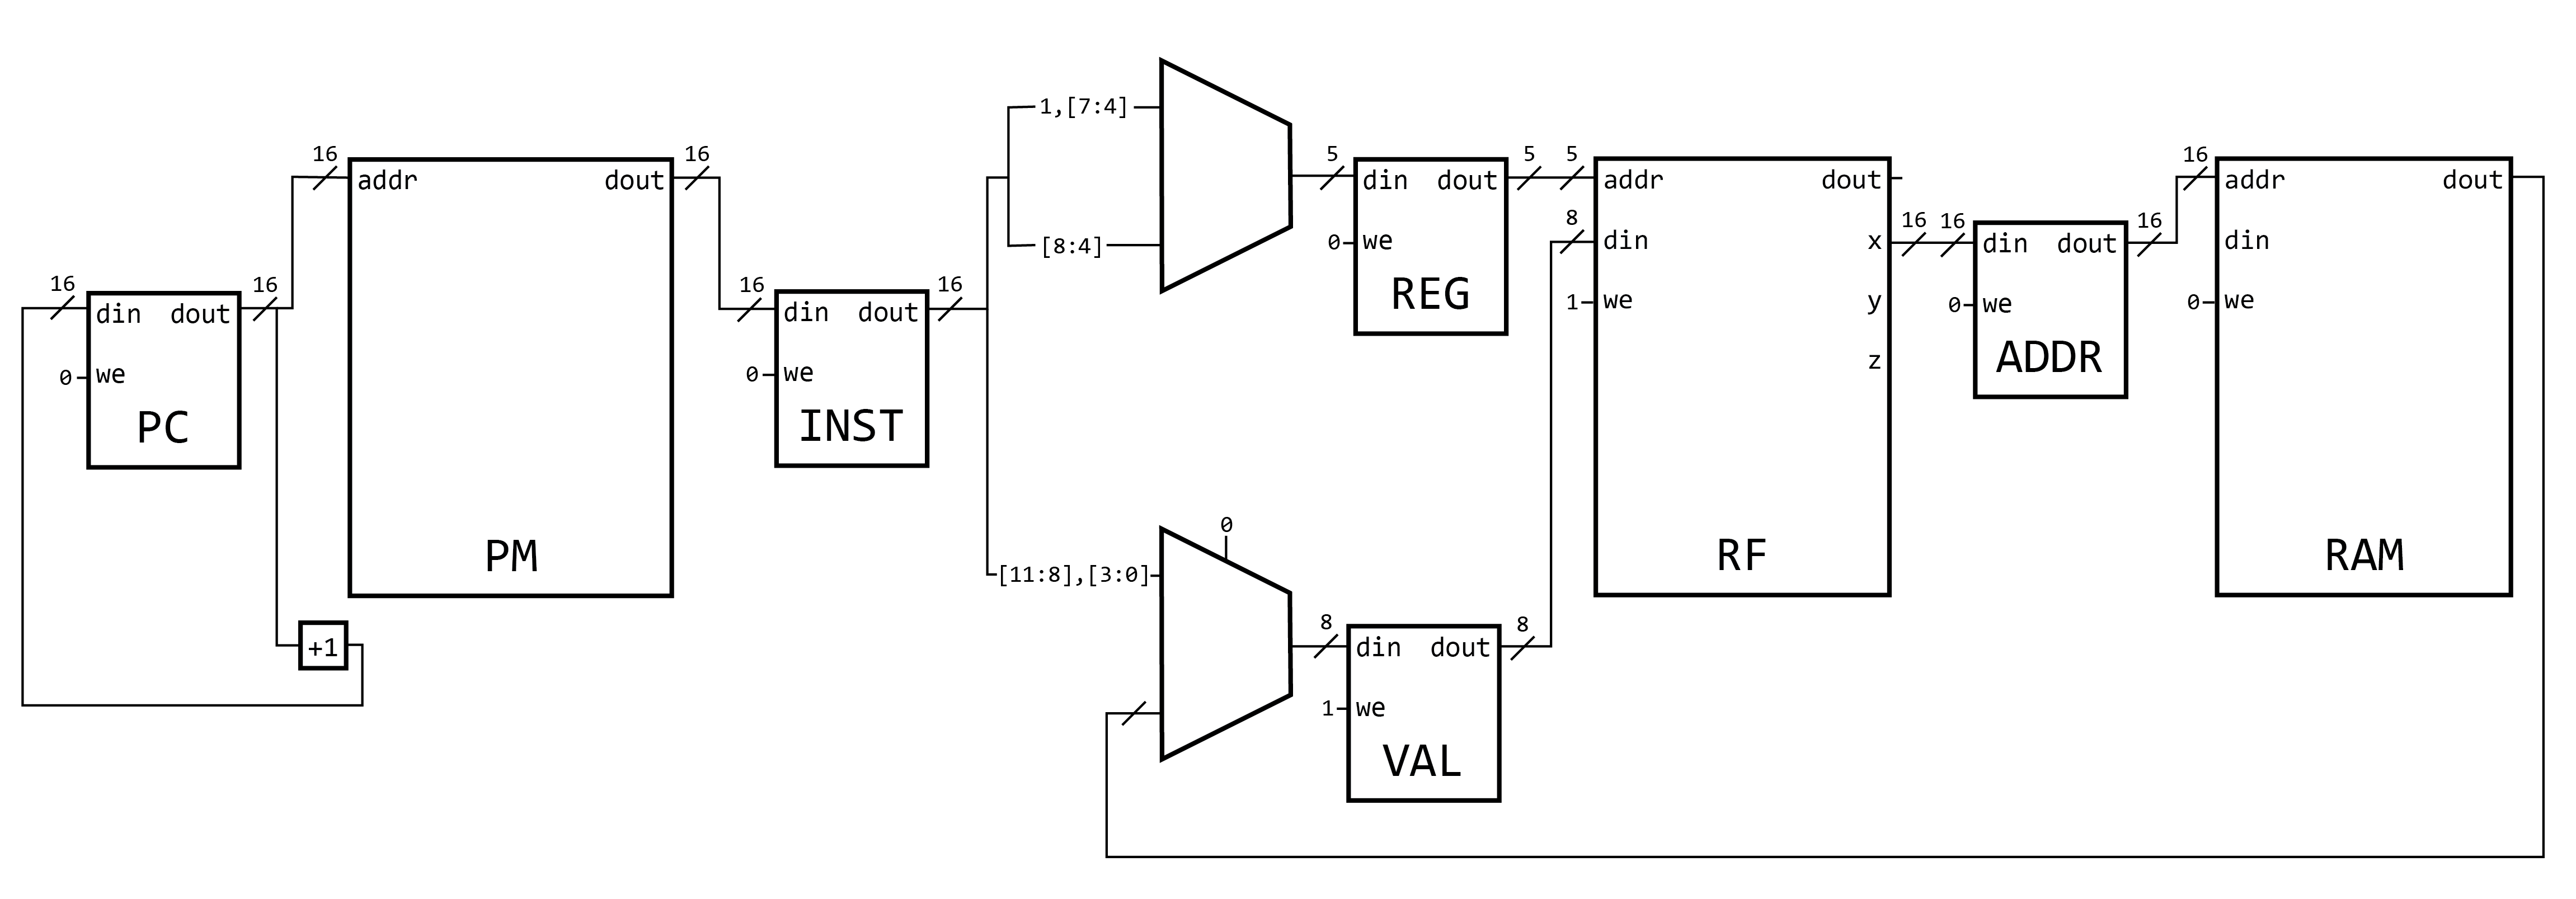 1,[7:4]
[8:4]
16
addr
dout
16
PM
16
din
dout
16
0
we
PC
+1
16
din
dout
16
0
we
INST
5
din
dout
5
0
we
REG
5
addr
dout
8
din
x
16
1
we
y
z
RF
16
din
dout
16
0
we
ADDR
16
addr
dout
din
0
we
RAM
0
[11:8],[3:0]
8
din
dout
8
1
we
VAL